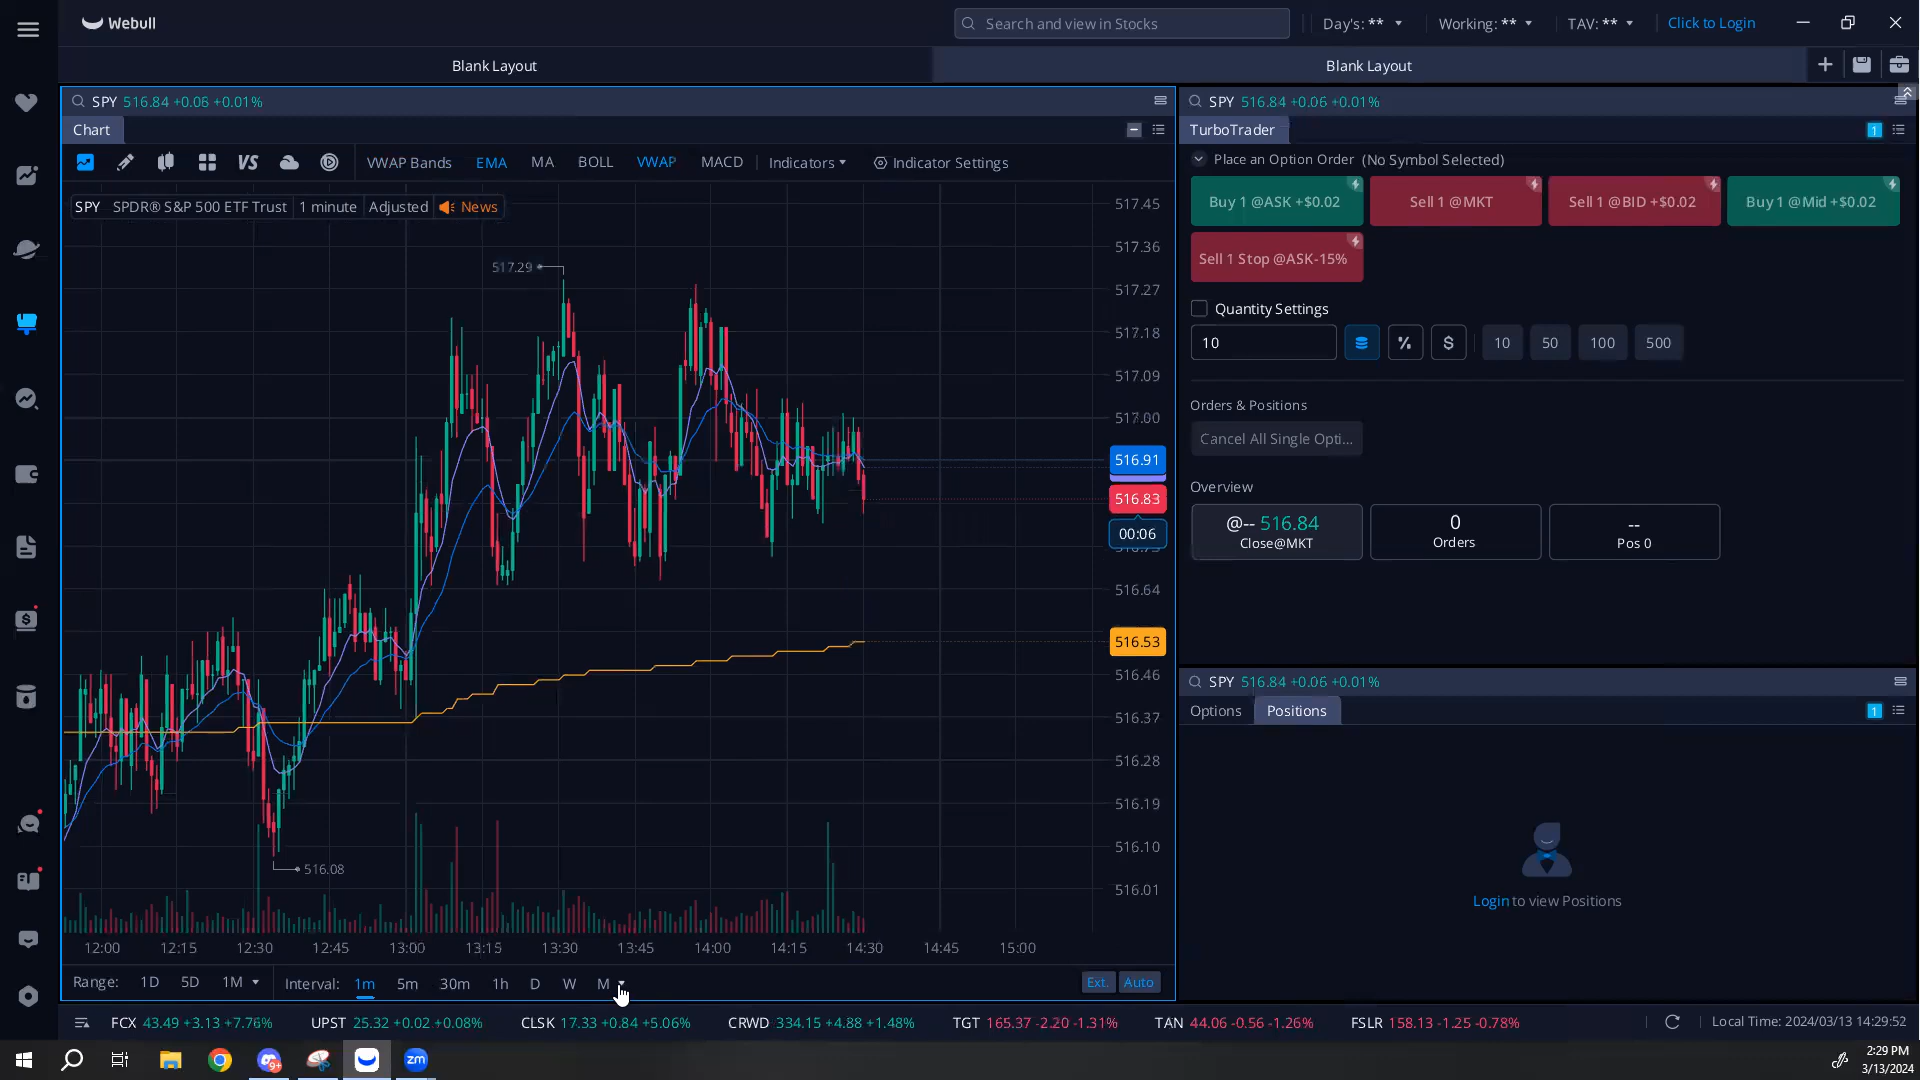 Webull
Search and view in Stocks
Day's: **
Working: **
TAV: **
Click to Login
Blank Layout
Blank Layout
SPY 516.84 +0.06 +0.01%
Chart
VS
VWAP Bands EMA MA BOLL VWAP MACD Indicators Indicator Settings
SPY SPDR® S&P 500 ETF Trust 1 minute Adjusted News
517.29
516.08
517.45
517.36
517.27
517.18
517.09
517.00
516.91
516.83
00:06
516.64
516.53
516.46
516.37
516.28
516.19
516.10
516.01
12:00 12:15 12:30 12:45 13:00 13:15 13:30 13:45 14:00 14:15 14:30 14:45 15:00
Range: 1D 5D 1M Interval: 1m 5m 30m 1h D W M Ext. Auto
SPY 516.84 +0.06 +0.01%
TurboTrader
1
Place an Option Order (No Symbol Selected)
Buy 1 @ASK +$0.02
Sell 1 @MKT
Sell 1 @BID +$0.02
Buy 1 @Mid +$0.02
Sell 1 Stop @ASK-15%
Quantity Settings
10 % $ 10 50 100 500
Orders & Positions
Cancel All Single Opti...
Overview
@-- 516.84
Close@MKT
0
Orders
--
Pos 0
SPY 516.84 +0.06 +0.01%
Options Positions
1
Login to view Positions
FCX 43.49 +3.13 +7.76% UPST 25.32 +0.02 +0.08% CLSK 17.33 +0.84 +5.06% CRWD 334.15 +4.88 +1.48% TGT 165.37 -2.20 -1.31% TAN 44.06 -0.56 -1.26% FSLR 158.13 -1.25 -0.78%
Local Time: 2024/03/13 14:29:52
9+
zm
2:29 PM
3/13/2024